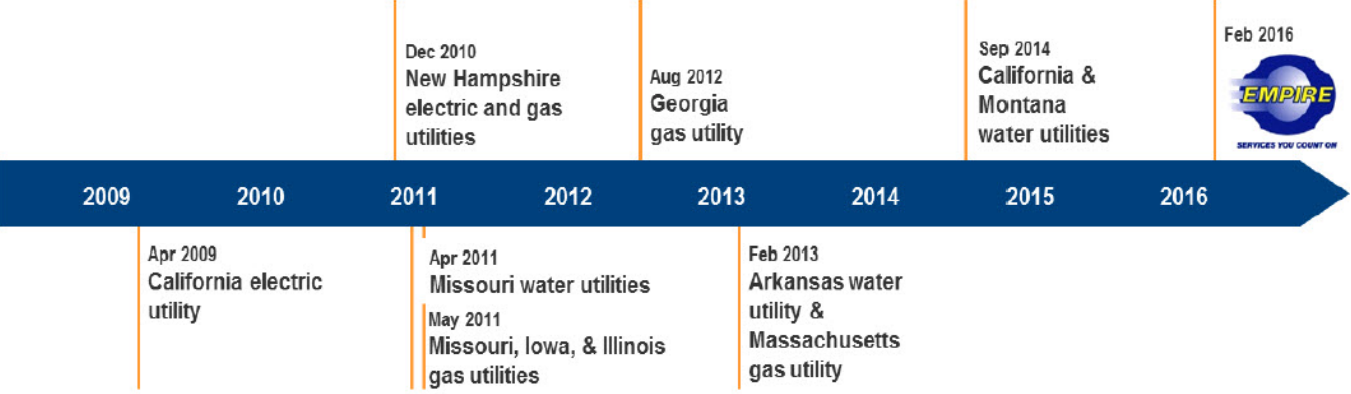 Dec 2010
New Hampshire
electric and gas
utilities
Aug 2012
Georgia
gas utility
Sep 2014
California &
Montana
water utilities
Feb 2016
EMPIRE
SERVICES YOU COUNT ON
2009 2010 2011 2012 2013 2014 2015 2016
Apr 2009
California electric
utility
Apr 2011
Missouri water utilities
May 2011
Missouri, Iowa, & Illinois
gas utilities
Feb 2013
Arkansas water
utility &
Massachusetts
gas utility